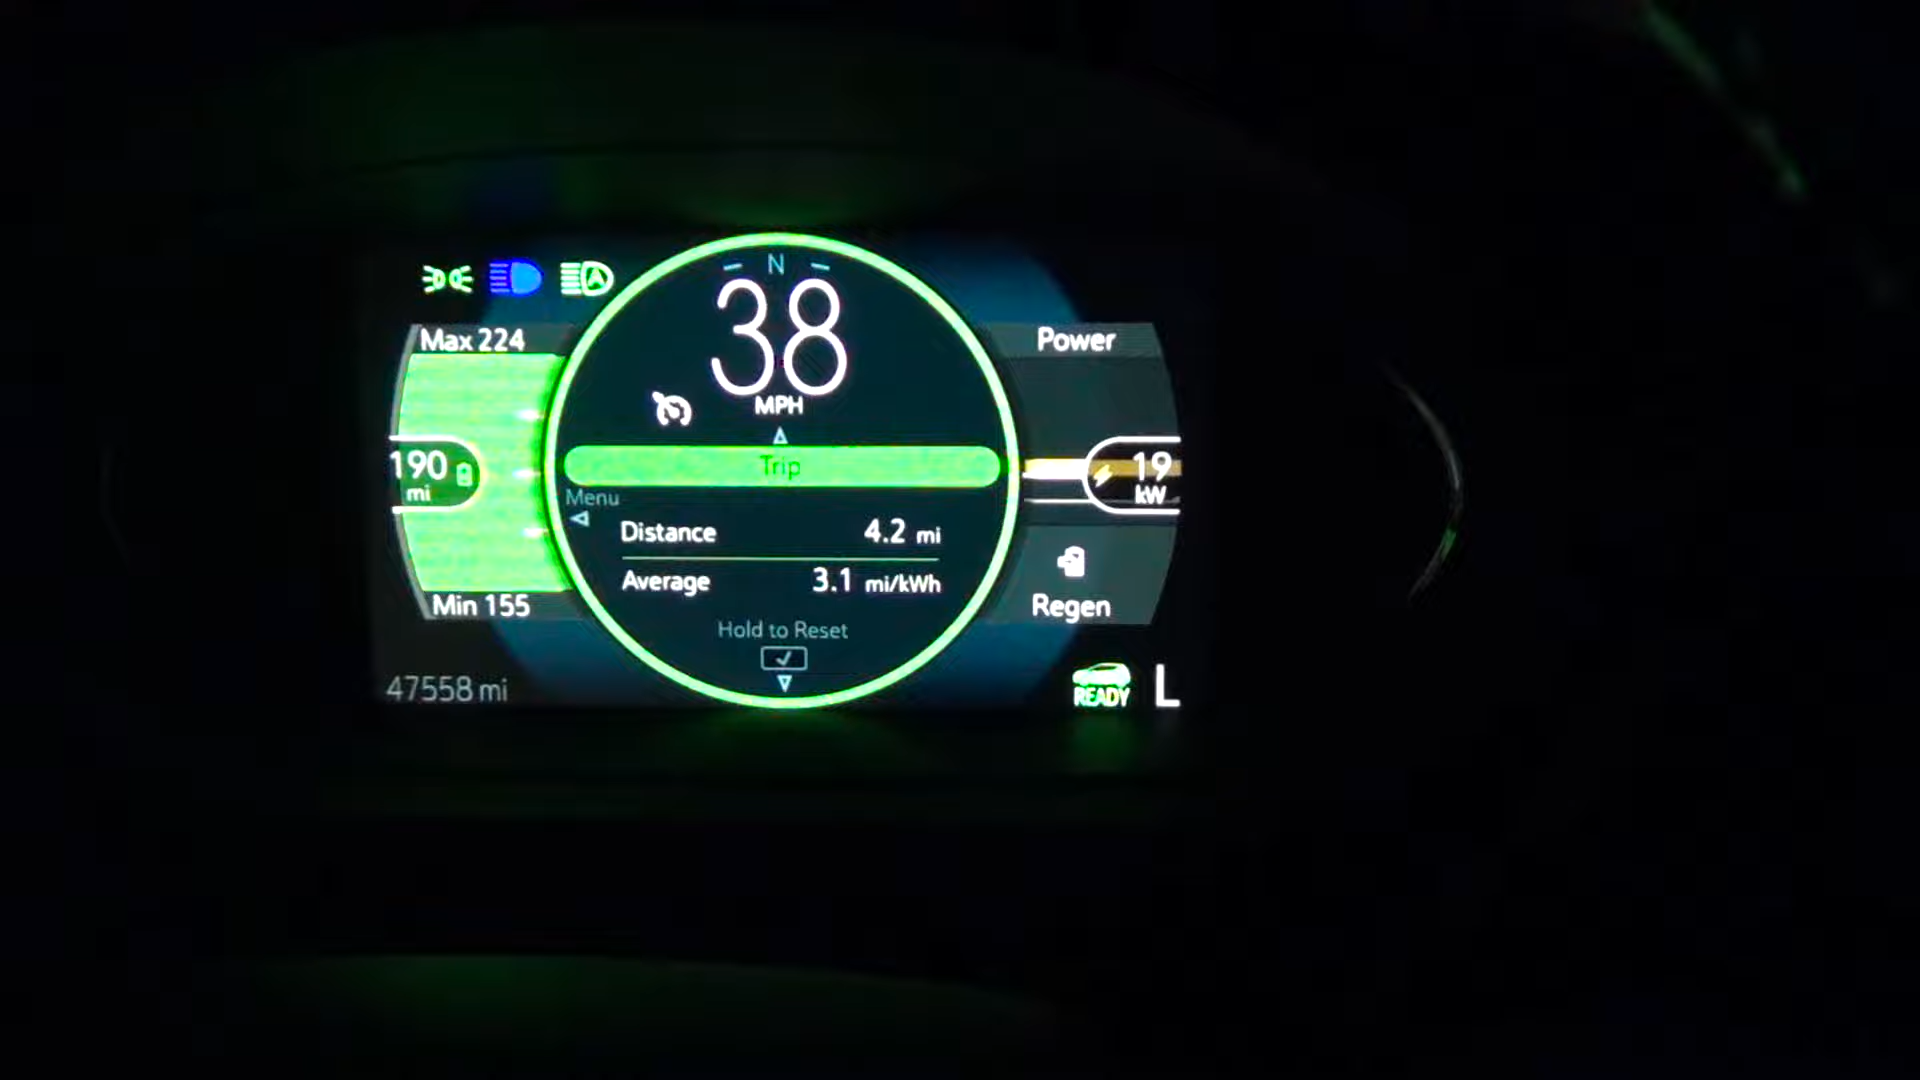 N
38
MPH
Max 224
Power
190
mi
Trip
19
kW
Menu
Distance 4.2 mi
Average 3.1 mi/kWh
Min 155
Regen
Hold to Reset
47558 mi
READY L
A